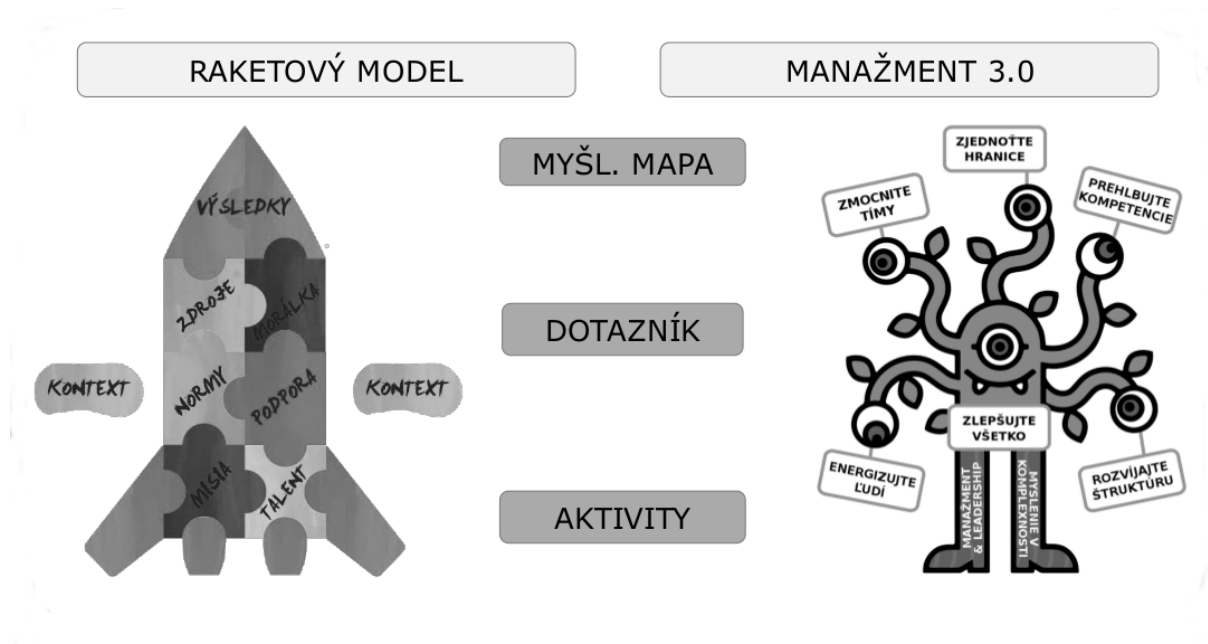 RAKETOVÝ MODEL
MANAŽMENT 3.0
VÝSLEDKY
ZDROJE
MORÁLKA
KONTEXT
NORMY
PODPORA
KONTEXT
MISIA
TALENT
MYŠL. MAPA
DOTAZNÍK
AKTIVITY
ZJEDNOŤTE
HRANICE
ZMOCNITE
TÍMY
PREHLBUJTE
KOMPETENCIE
ZLEPŠUJTE
VŠETKO
ENERGIZUJTE
ĽUDÍ
ROZVÍJAJTE
ŠTRUKTÚRU
MANAŽMENT
& LEADERSHIP
MYSLENIE V
KOMPLEXNOSTI